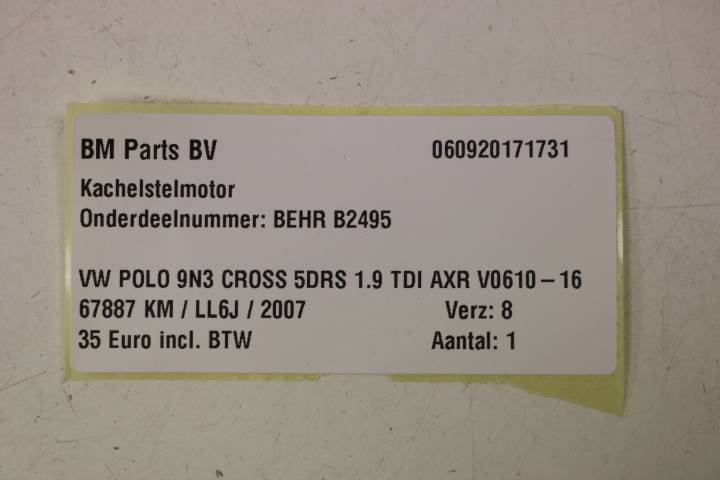 BM Parts BV 060920171731
Kachelstelmotor
Onderdeelnummer: BEHR B2495
VW POLO 9N3 CROSS 5DRS 1.9 TDI AXR V0610-16
67887 KM / LL6J / 2007 Verz: 8
35 Euro incl. BTW Aantal: 1